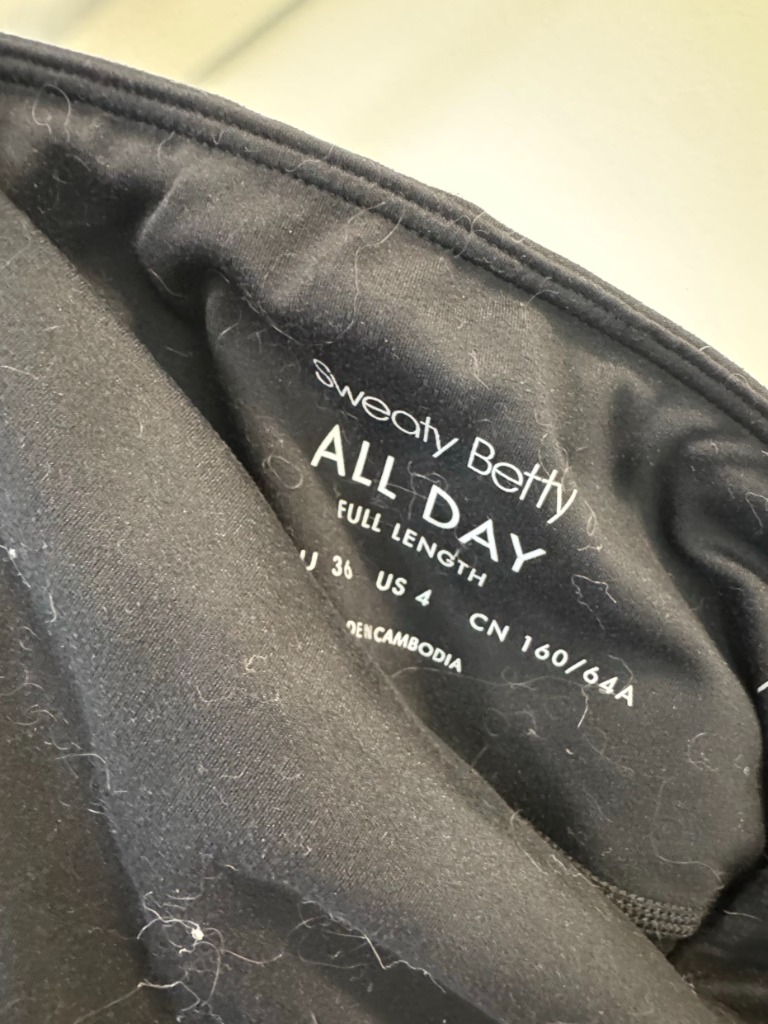 Sweaty Betty
ALL DAY
FULL LENGTH
36 US 4 CN 160/64A
CAMBODIA